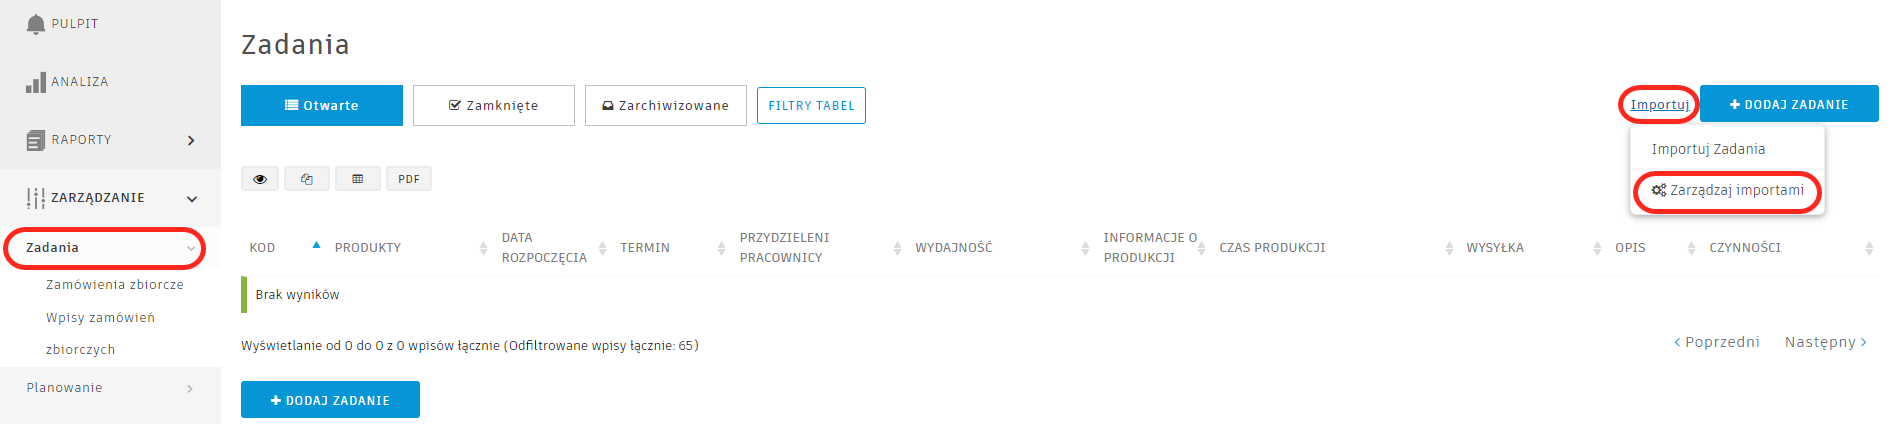 PULPIT
ANALIZA
RAPORTY
ZARZĄDZANIE
Zadania
Zamówienia zbiorcze
Wpisy zamówień
zbiorczych
Planowanie
Zadania
Otwarte
Zamknięte
Zarchiwizowane
FILTRY TABEL
Importuj
DODAJ ZADANIE
Importuj Zadania
Zarządzaj importami
PDF
KOD
PRODUKTY
DATA
ROZPOCZĘCIA
TERMIN
PRZYDZIELENI
PRACOWNICY
WYDAJNOŚĆ
INFORMACJE O
PRODUKCJI
CZAS PRODUKCJI
WYSYŁKA
OPIS
CZYNNOŚCI
Brak wyników
Wyświetlanie od 0 do 0 z 0 wpisów łącznie (Odfiltrowane wpisy łącznie: 65)
Poprzedni
Następny
DODAJ ZADANIE